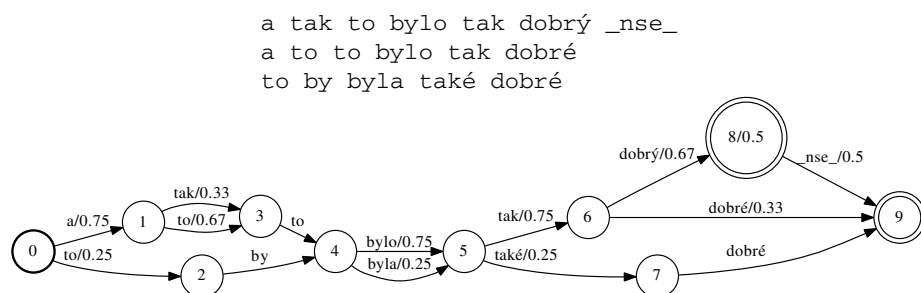 a tak to bylo tak dobrý _nse_
a to to bylo tak dobré
to by byla také dobré
8/0.5
dobrý/0.67
_nse_/0.5
tak/0.33
a/0.75
1
to/0.67
3
to
tak/0.75
6
dobré/0.33
9
0
to/0.25
2
by
4
bylo/0.75
byla/0.25
5
také/0.25
7
dobré